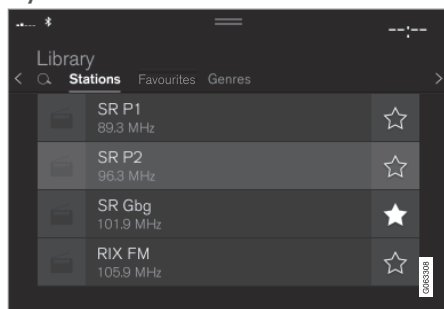 --:--
Library
Stations Favourites Genres
SR P1
89.3 MHz
SR P2
96.3 MHz
SR Gbg
101.9 MHz
RIX FM
105.9 MHz
G063308